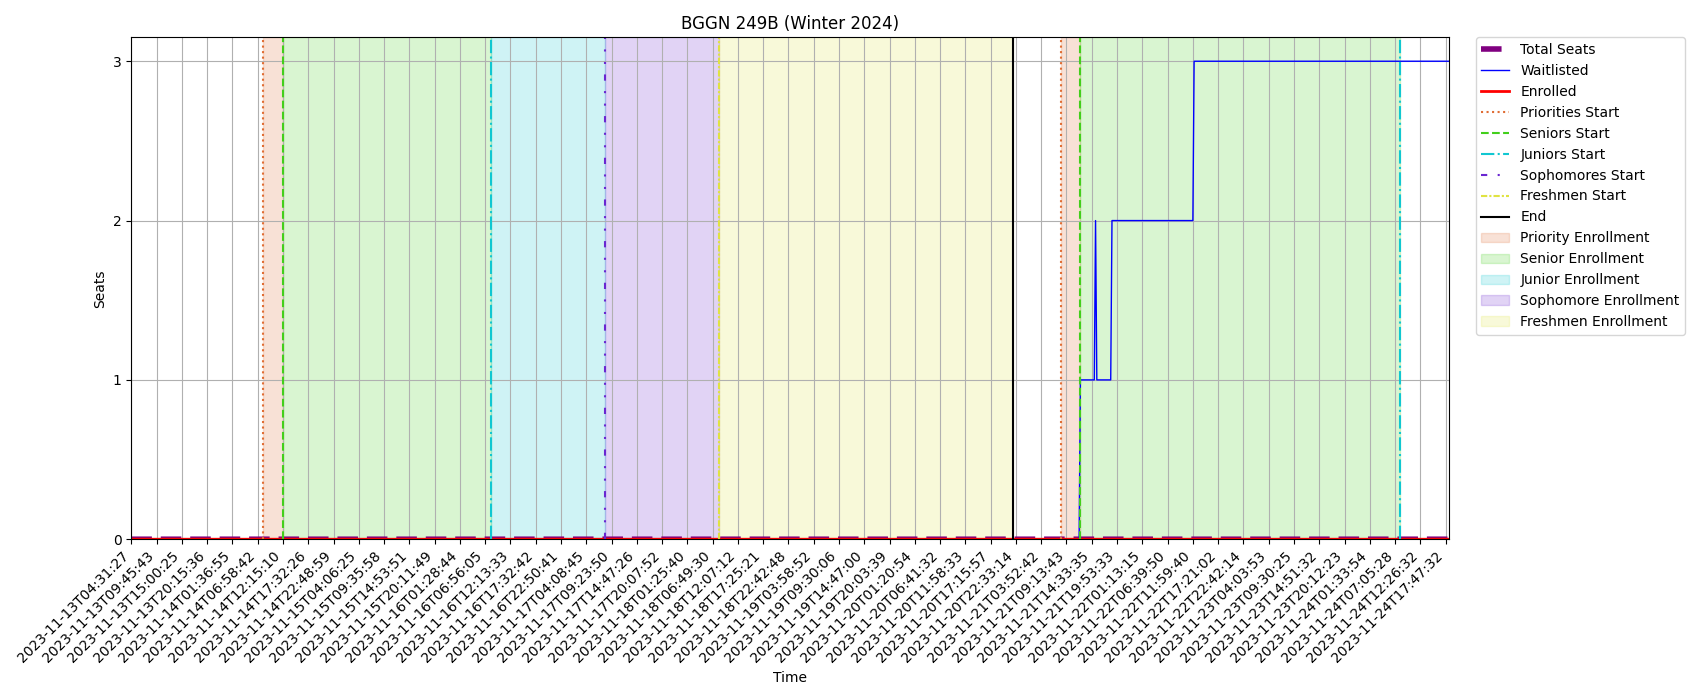 BGGN 249B (Winter 2024)
Seats
3
2
1
0
2023-11-13T04:31:27
2023-11-13T09:45:43
2023-11-13T15:00:25
2023-11-13T20:15:36
2023-11-14T01:36:55
2023-11-14T06:58:42
2023-11-14T12:15:10
2023-11-14T17:32:26
2023-11-14T22:48:59
2023-11-15T04:06:25
2023-11-15T09:35:58
2023-11-15T14:53:51
2023-11-15T20:11:49
2023-11-16T01:28:44
2023-11-16T06:56:05
2023-11-16T12:13:33
2023-11-16T17:32:42
2023-11-16T22:50:41
2023-11-17T04:08:45
2023-11-17T09:23:50
2023-11-17T14:47:26
2023-11-17T20:07:52
2023-11-18T01:25:40
2023-11-18T06:49:30
2023-11-18T12:07:12
2023-11-18T17:25:21
2023-11-18T22:42:48
2023-11-19T03:58:52
2023-11-19T09:30:06
2023-11-19T14:47:00
2023-11-19T20:03:39
2023-11-20T01:20:54
2023-11-20T06:41:32
2023-11-20T11:58:33
2023-11-20T17:15:57
2023-11-20T22:33:14
2023-11-21T03:52:42
2023-11-21T09:13:43
2023-11-21T14:33:35
2023-11-21T19:53:33
2023-11-22T01:13:15
2023-11-22T06:39:50
2023-11-22T11:59:40
2023-11-22T17:21:02
2023-11-22T22:42:14
2023-11-23T04:03:53
2023-11-23T09:30:25
2023-11-23T14:51:32
2023-11-23T20:12:23
2023-11-24T01:33:54
2023-11-24T07:05:28
2023-11-24T12:26:32
2023-11-24T17:47:32
Time
Total Seats
Waitlisted
Enrolled
Priorities Start
Seniors Start
Juniors Start
Sophomores Start
Freshmen Start
End
Priority Enrollment
Senior Enrollment
Junior Enrollment
Sophomore Enrollment
Freshmen Enrollment